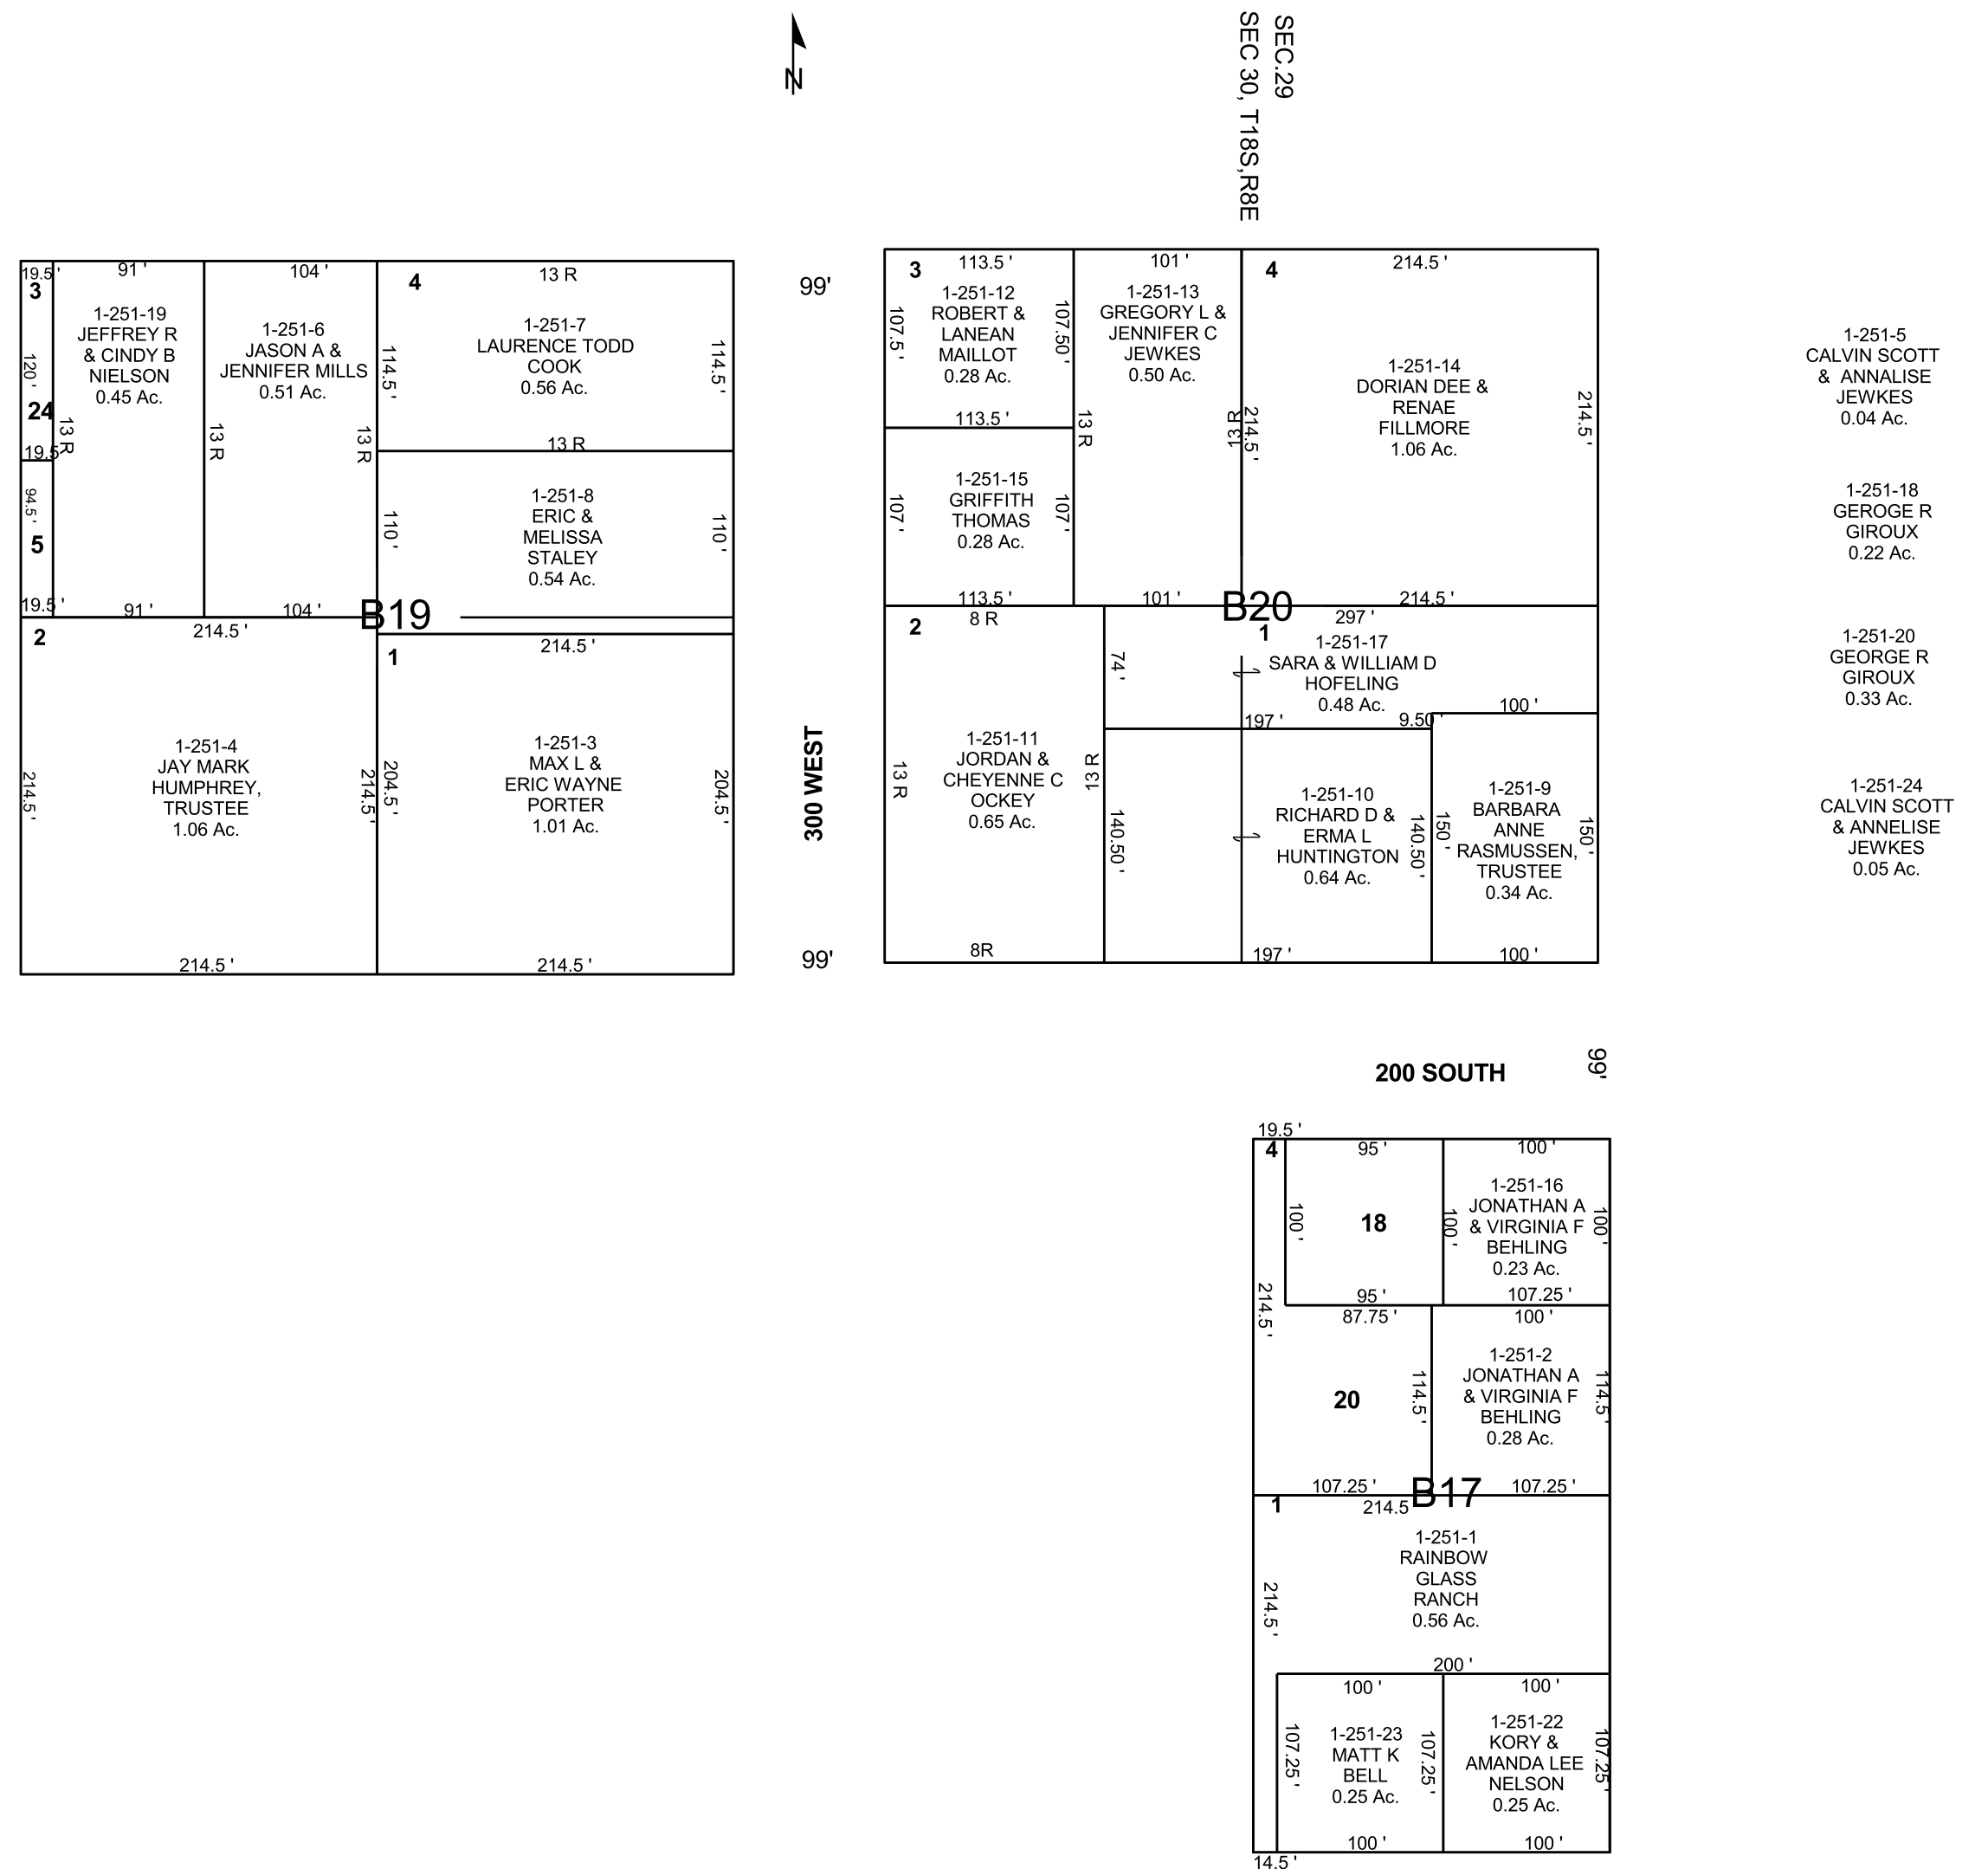 N
SEC.29
SEC 30, T18S,R8E
19.5 '
91 '
104 '
13 R
3
4
1-251-19
JEFFREY R
& CINDY B
NIELSON
0.45 Ac.
1-251-6
JASON A &
JENNIFER MILLS
0.51 Ac.
1-251-7
LAURENCE TODD
COOK
0.56 Ac.
120 '
114.5 '
114.5 '
24
13 R
13 R
13 R
19.5
13 R
94.5 '
5
1-251-8
ERIC &
MELISSA
STALEY
0.54 Ac.
110 '
110 '
19.5 '
91 '
104 '
B19
2
214.5 '
1
214.5 '
1-251-4
JAY MARK
HUMPHREY,
TRUSTEE
1.06 Ac.
214.5 '
214.5 '
204.5 '
1-251-3
MAX L &
ERIC WAYNE
PORTER
1.01 Ac.
204.5 '
214.5 '
214.5 '
99'
300 WEST
99'
3
113.5 '
101 '
4
214.5 '
1-251-12
ROBERT &
LANEAN
MAILLOT
0.28 Ac.
107.5 '
107.50 '
113.5 '
1-251-13
GREGORY L &
JENNIFER C
JEWKES
0.50 Ac.
13 R
13 R
214.5 '
1-251-14
DORIAN DEE &
RENAE
FILLMORE
1.06 Ac.
214.5 '
1-251-15
GRIFFITH
THOMAS
0.28 Ac.
107 '
107 '
113.5 '
101 '
B20
214.5 '
2
8 R
297 '
1
1-251-17
SARA & WILLIAM D
HOFELING
0.48 Ac.
74 '
197 '
9.50 '
100 '
1-251-11
JORDAN &
CHEYENNE C
OCKEY
0.65 Ac.
13 R
13 R
140.50 '
1-251-10
RICHARD D &
ERMA L
HUNTINGTON
0.64 Ac.
140.50 '
150 '
1-251-9
BARBARA
ANNE
RASMUSSEN,
TRUSTEE
0.34 Ac.
150 '
8R
197 '
100 '
1-251-5
CALVIN SCOTT
& ANNALISE
JEWKES
0.04 Ac.
1-251-18
GEROGE R
GIROUX
0.22 Ac.
1-251-20
GEORGE R
GIROUX
0.33 Ac.
1-251-24
CALVIN SCOTT
& ANNELISE
JEWKES
0.05 Ac.
200 SOUTH
99'
19.5 '
4
95 '
100 '
100 '
18
100 '
1-251-16
JONATHAN A
& VIRGINIA F
BEHLING
0.23 Ac.
100 '
95 '
107.25 '
214.5 '
87.75 '
100 '
20
114.5 '
1-251-2
JONATHAN A
& VIRGINIA F
BEHLING
0.28 Ac.
114.5 '
107.25 '
B17
107.25 '
1
214.5
1-251-1
RAINBOW
GLASS
RANCH
0.56 Ac.
214.5 '
200 '
100 '
100 '
107.25 '
1-251-23
MATT K
BELL
0.25 Ac.
107.25 '
1-251-22
KORY &
AMANDA LEE
NELSON
0.25 Ac.
107.25 '
100 '
100 '
14.5 '